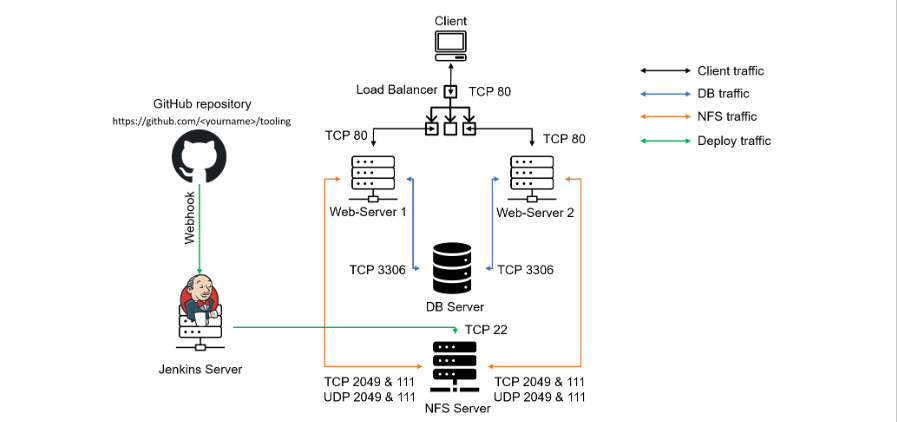 Client
Load Balancer
TCP 80
Client traffic
DB traffic
NFS traffic
Deploy traffic
GitHub repository
https://github.com/<yourname>/tooling
TCP 80
TCP 80
Webhook
Web-Server 1
Web-Server 2
TCP 3306
TCP 3306
DB Server
TCP 22
Jenkins Server
TCP 2049 & 111
UDP 2049 & 111
TCP 2049 & 111
UDP 2049 & 111
NFS Server